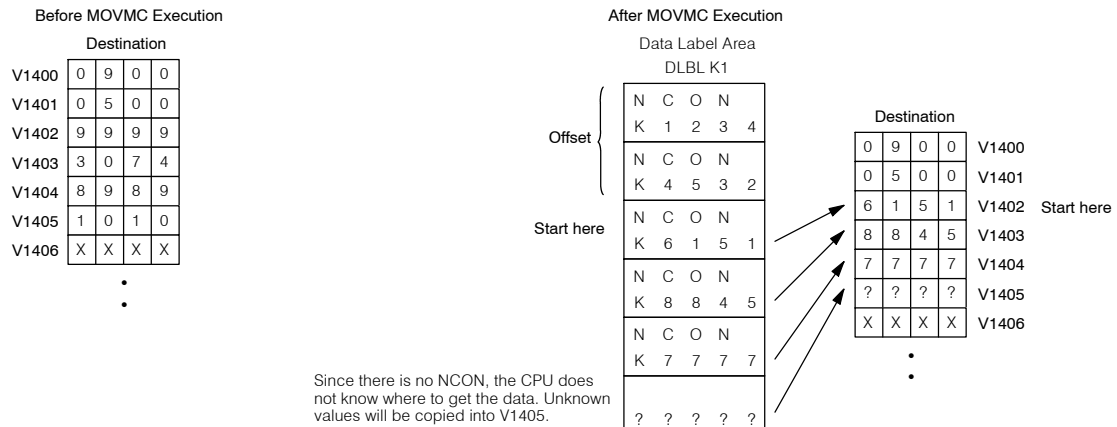 Before MOVMC Execution
Destination
V1400 0 9 0 0
V1401 0 5 0 0
V1402 9 9 9 9
V1403 3 0 7 4
V1404 8 9 8 9
V1405 1 0 1 0
V1406 X X X X
After MOVMC Execution
Data Label Area
DLBL K1
Offset
N C O N
K 1 2 3 4
N C O N
K 4 5 3 2
Start here
N C O N
K 6 1 5 1
N C O N
K 8 8 4 5
N C O N
K 7 7 7 7
? ? ? ? ?
Since there is no NCON, the CPU does
not know where to get the data. Unknown
values will be copied into V1405.
Destination
0 9 0 0 V1400
0 5 0 0 V1401
6 1 5 1 V1402 Start here
8 8 4 5 V1403
7 7 7 7 V1404
? ? ? ? V1405
X X X X V1406